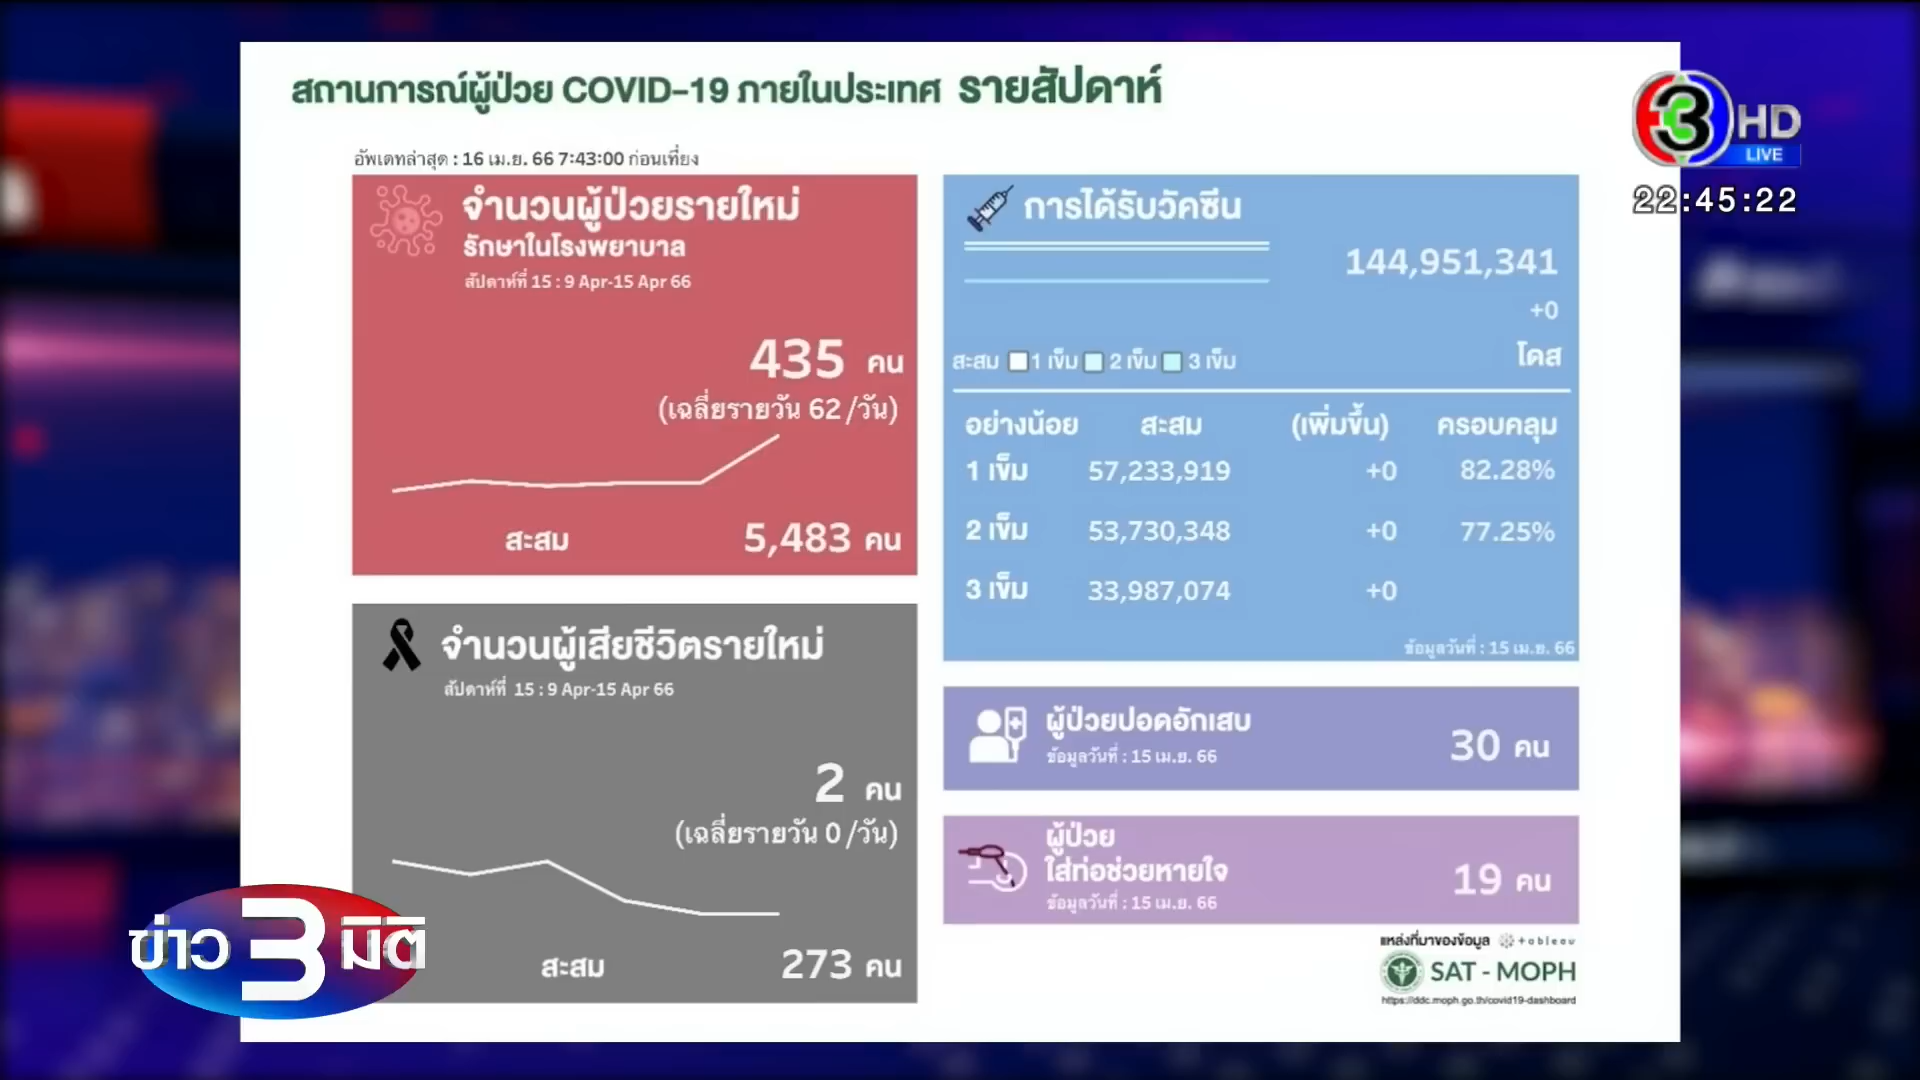 สถานการณ์ผู้ป่วย COVID-19 ภายในประเทศ รายสัปดาห์
อัพเดทล่าสุด : 16 เม.ย. 66 7:43:00 ก่อนเที่ยง
จำนวนผู้ป่วยรายใหม่
รักษาในโรงพยาบาล
สัปดาห์ที่ 15 : 9 Apr-15 Apr 66
435 คน
(เฉลี่ยรายวัน 62 /วัน)
สะสม 5,483 คน
จำนวนผู้เสียชีวิตรายใหม่
สัปดาห์ที่ 15 : 9 Apr-15 Apr 66
2 คน
(เฉลี่ยรายวัน 0 /วัน)
สะสม 273 คน
การได้รับวัคซีน
144,951,341
+0
โดส
สะสม 1 เข็ม 2 เข็ม 3 เข็ม
อย่างน้อย สะสม (เพิ่มขึ้น) ครอบคลุม
1 เข็ม 57,233,919 +0 82.28%
2 เข็ม 53,730,348 +0 77.25%
3 เข็ม 33,987,074 +0
ข้อมูลวันที่ : 15 เม.ย. 66
ผู้ป่วยปอดอักเสบ
ข้อมูลวันที่ : 15 เม.ย. 66
30 คน
ผู้ป่วย
ใส่ท่อช่วยหายใจ
ข้อมูลวันที่ : 15 เม.ย. 66
19 คน
แหล่งที่มาของข้อมูล +ableau
SAT - MOPH
https://ddc.moph.go.th/covid19-dashboard
3 HD
LIVE
22:45:22
ข่าว 3 มิติ